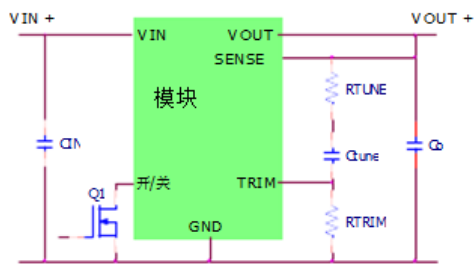 VIN +
VOUT +
VIN
VOUT
SENSE
RTUNE
模块
CIN
Ctune
Co
Q1
开/关
TRIM
RTRIM
GND